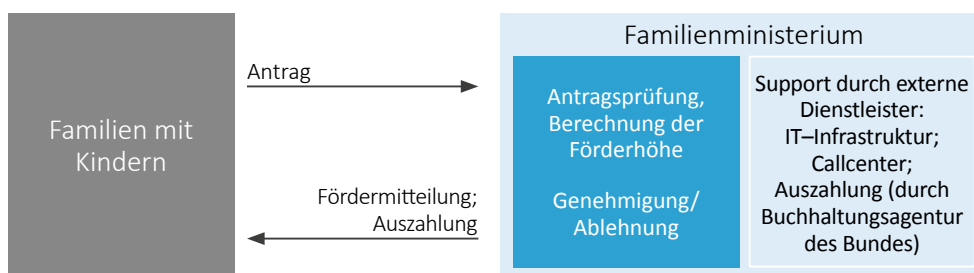 Familien mit
Kindern
Antrag
Fördermitteilung;
Auszahlung
Familienministerium
Antragsprüfung,
Berechnung der
Förderhöhe
Genehmigung/
Ablehnung
Support durch externe
Dienstleister:
IT–Infrastruktur;
Callcenter;
Auszahlung (durch
Buchhaltungsagentur
des Bundes)